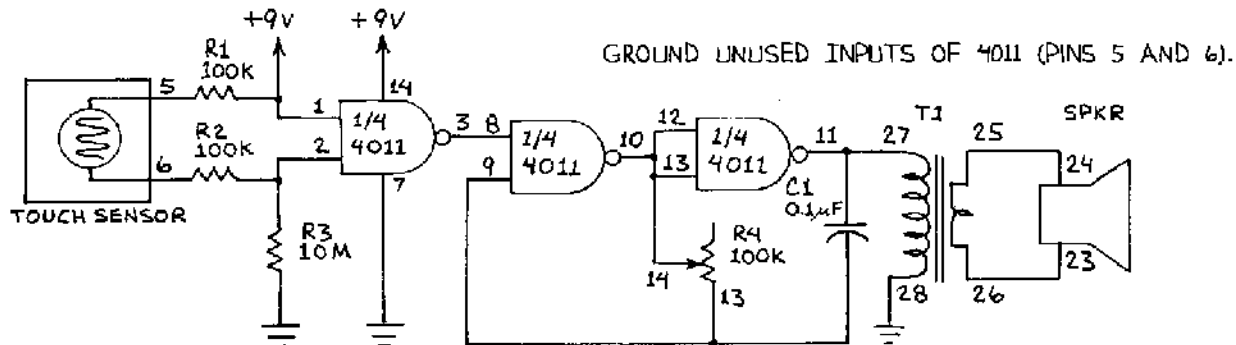 +9V
+9V
GROUND UNUSED INPUTS OF 4011 (PINS 5 AND 6).
R1
100K
5
14
1
1/4
4011
3
8
1/4
4011
10
12
1/4
4011
11
27
T1
25
SPKR
24
R2
100K
2
6
7
9
13
C1
0.1µF
TOUCH SENSOR
R3
10M
R4
100K
14
13
28
26
23